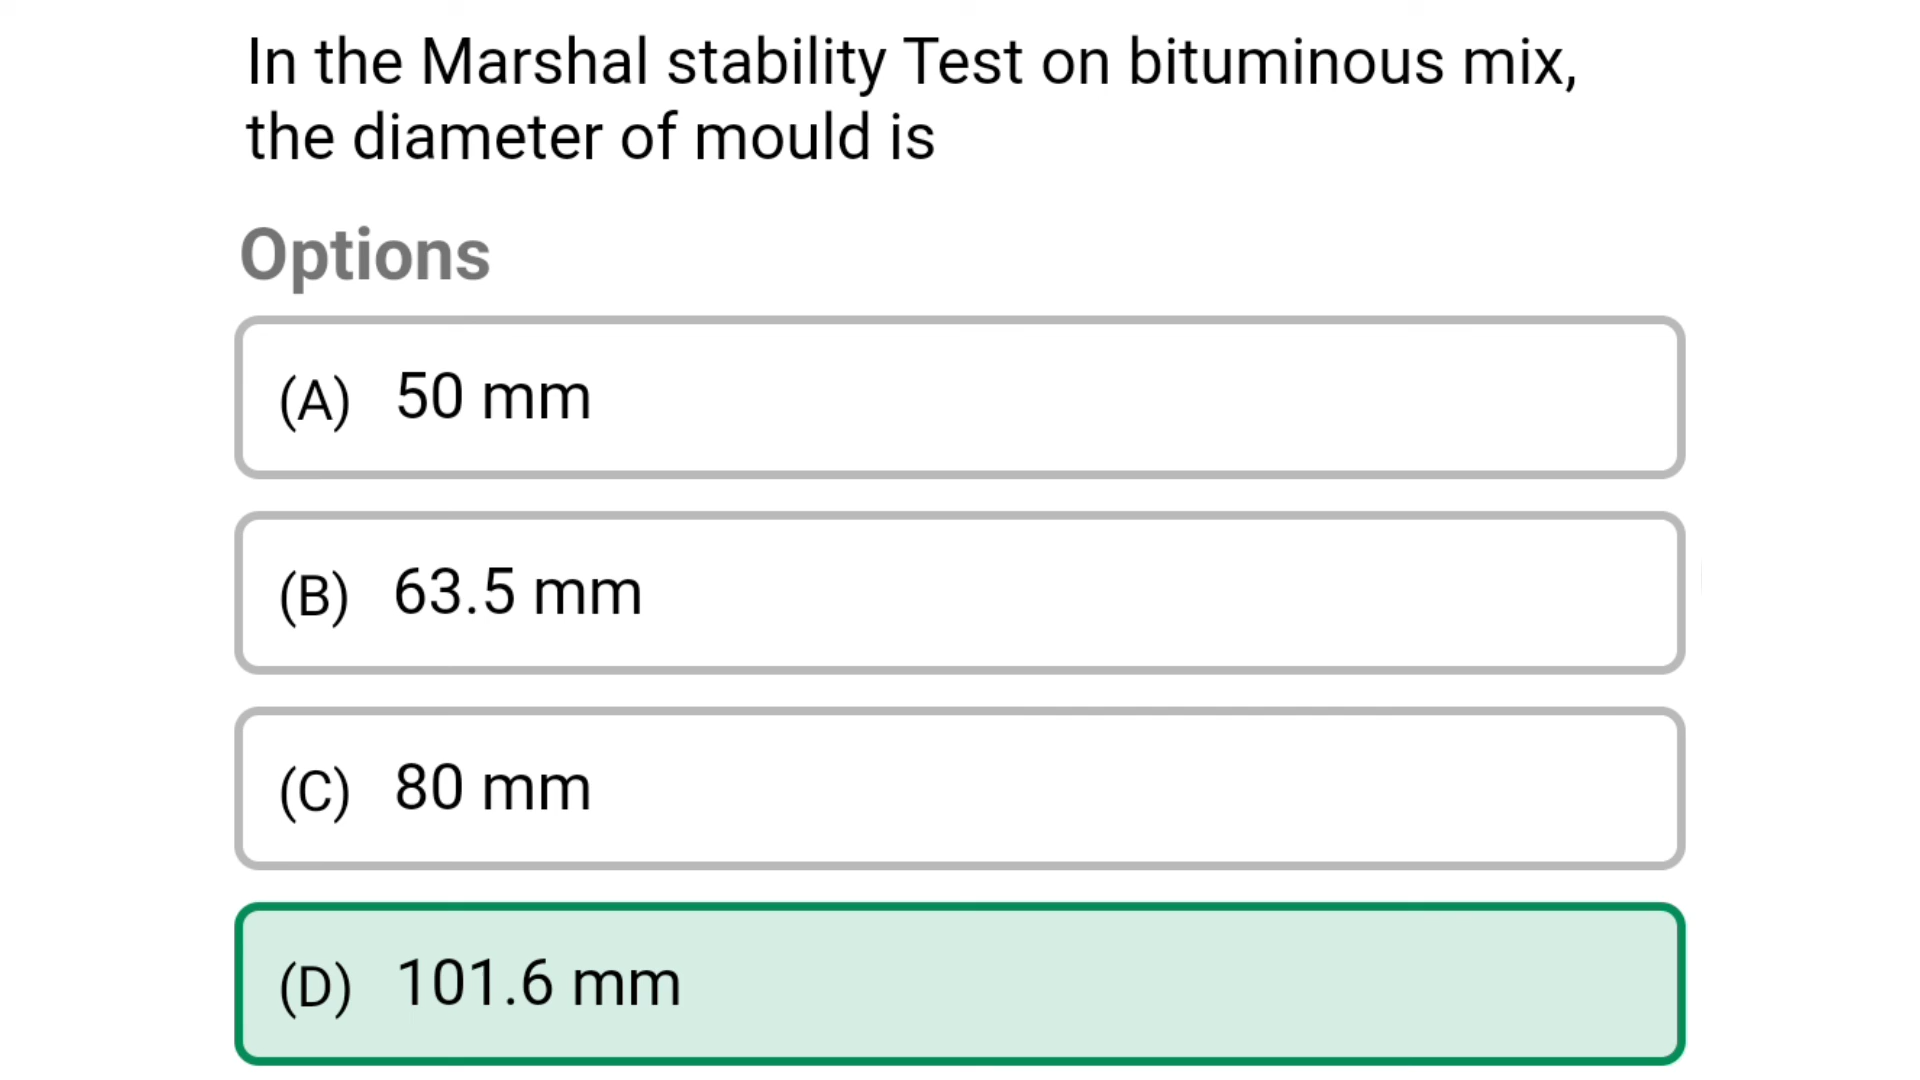 In the Marshal stability Test on bituminous mix,
the diameter of mould is
Options
(A) 50 mm
(B) 63.5 mm
(C) 80 mm
(D) 101.6 mm